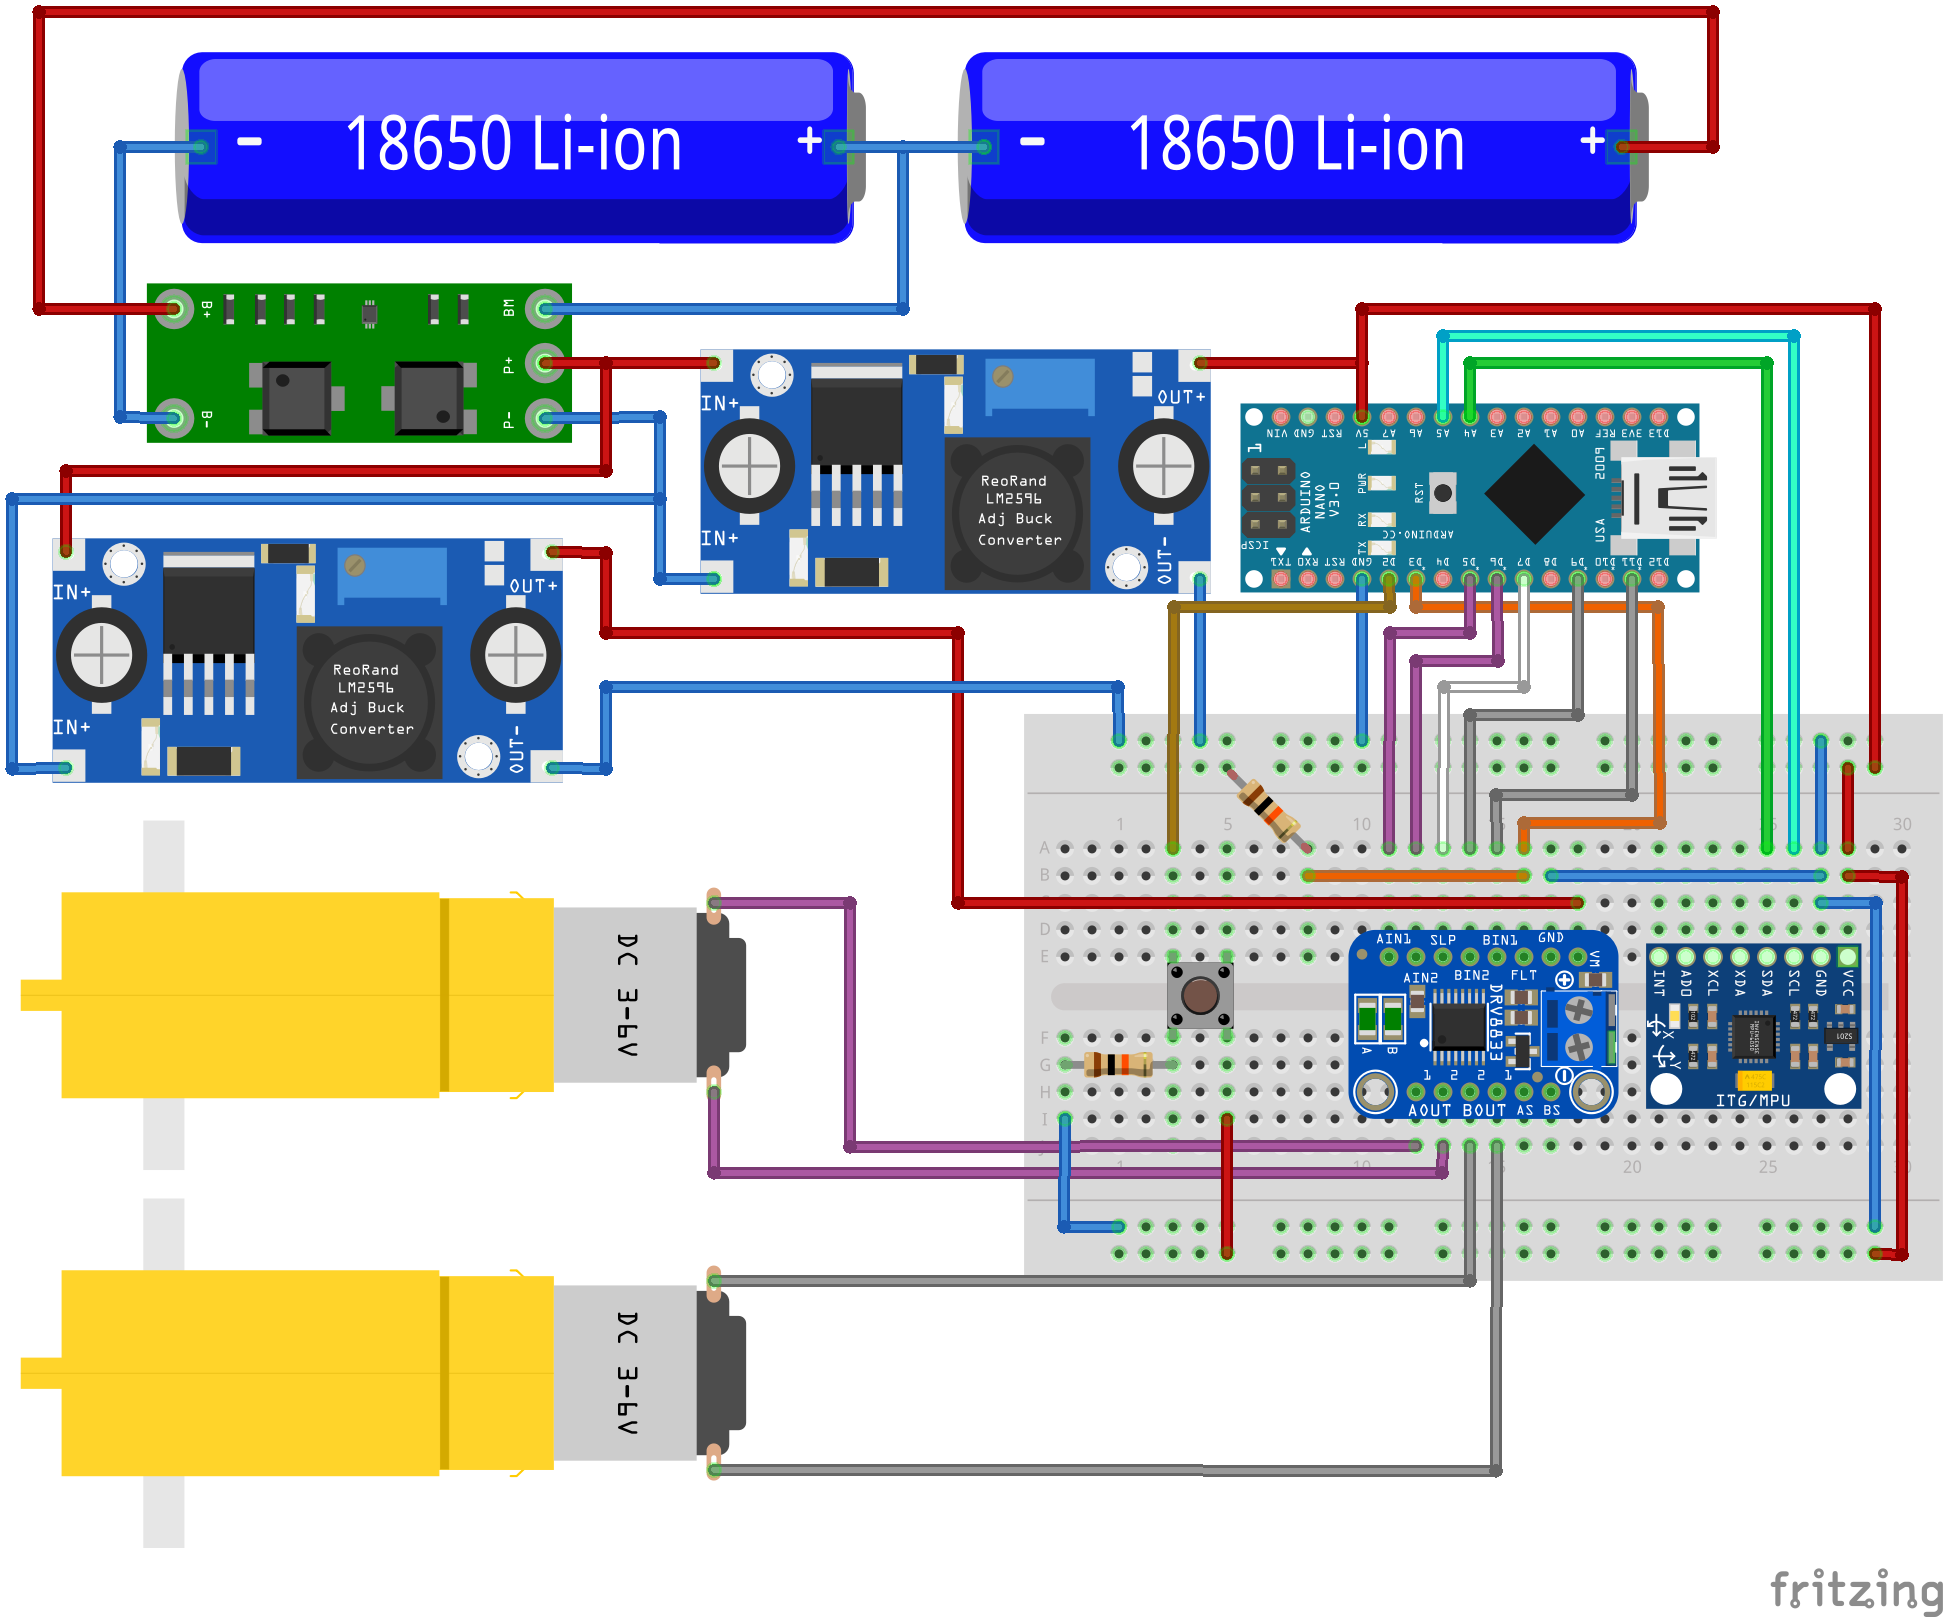 - 18650 Li-ion +
- 18650 Li-ion +
B+
BM
P+
P-
B-
IN+
OUT+
ReoRand
LM2596
Adj Buck
Converter
IN+
OUT-
VIN GND RST 5V A7 A6 A5 A4 A3 A2 A1 A0 REF 3V3 D13
1
L
PWR
RX
TX
ARDUINO
NANO
V3.0
RST
ARDUINO.CC
ICSP
USA
TX1 RX0 RST GND D2 D3 D4 D5 D6 D7 D8 D9 D10 D11 D12
IN+
OUT+
ReoRand
LM2596
Adj Buck
Converter
IN+
OUT-
1 5 10 25 30
A
B
D
E
F
G
H
I
J
1 10 15 20 25 30
AIN1 SLP BIN1 GND
AIN2 BIN2 FLT VM
DRV8833
A B
1 2 2 1
AOUT BOUT AS BS
INT
ADO
XCL
XDA
SDA
SCL
GND
VCC
X
Y
ITG/MPU
DC 3-6V
DC 3-6V
fritzing